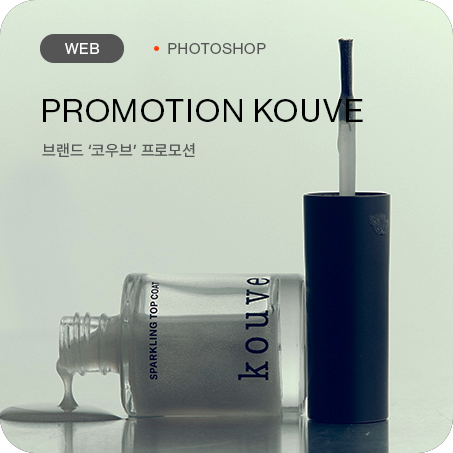 WEB
PHOTOSHOP
PROMOTION KOUVE
브랜드 ‘코우브’ 프로모션
SPARKLING TOP COAT
kouve